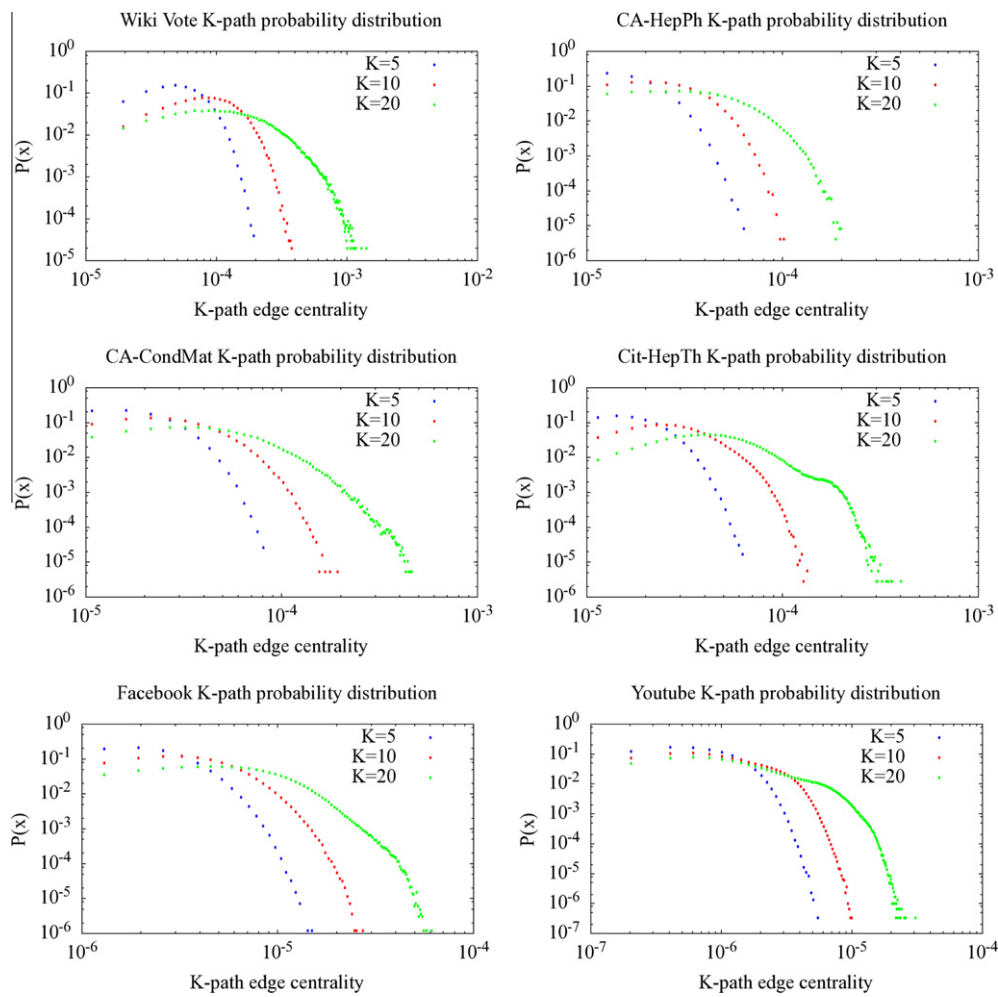 Wiki Vote K-path probability distribution
10^0
10^-1
10^-2
10^-3
10^-4
10^-5
P(x)
K=5
K=10
K=20
10^-5
10^-4
10^-3
10^-2
K-path edge centrality
CA-HepPh K-path probability distribution
10^0
10^-1
10^-2
10^-3
10^-4
10^-5
10^-6
P(x)
K=5
K=10
K=20
10^-5
10^-4
10^-3
K-path edge centrality
CA-CondMat K-path probability distribution
10^0
10^-1
10^-2
10^-3
10^-4
10^-5
10^-6
P(x)
K=5
K=10
K=20
10^-5
10^-4
10^-3
K-path edge centrality
Cit-HepTh K-path probability distribution
10^0
10^-1
10^-2
10^-3
10^-4
10^-5
10^-6
P(x)
K=5
K=10
K=20
10^-5
10^-4
10^-3
K-path edge centrality
Facebook K-path probability distribution
10^0
10^-1
10^-2
10^-3
10^-4
10^-5
10^-6
P(x)
K=5
K=10
K=20
10^-6
10^-5
10^-4
K-path edge centrality
Youtube K-path probability distribution
10^0
10^-1
10^-2
10^-3
10^-4
10^-5
10^-6
10^-7
P(x)
K=5
K=10
K=20
10^-7
10^-6
10^-5
10^-4
K-path edge centrality